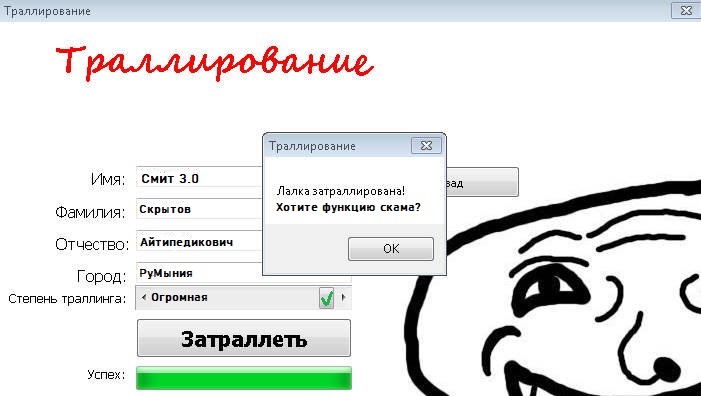 Траллирование
Траллирование
Траллирование
Лалка затраллирована!
Хотите функцию скама?
OK
Имя: Смит 3.0
Фамилия: Скрытов
Отчество: Айтипедикович
Город: РуМыния
Степень траллинга: Огромная
Затраллеть
Успех: